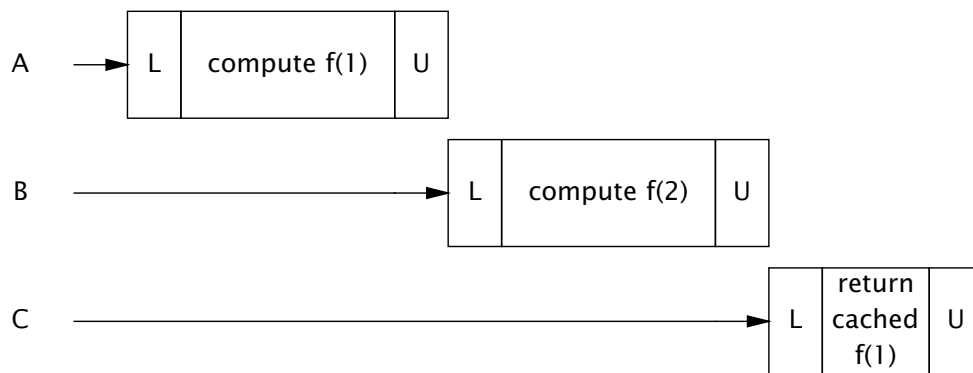 A
L
compute f(1)
U
B
L
compute f(2)
U
C
L
return
cached
f(1)
U